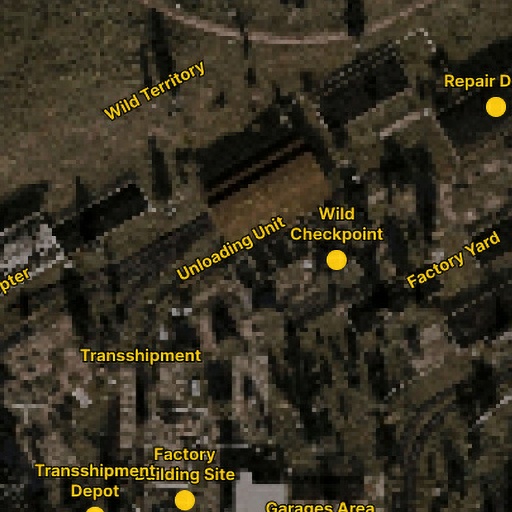 Wild Territory
Repair D
Wild
Checkpoint
Unloading Unit
Factory Yard
pter
Transshipment
Factory
Building Site
Transshipment
Depot
Garages Area